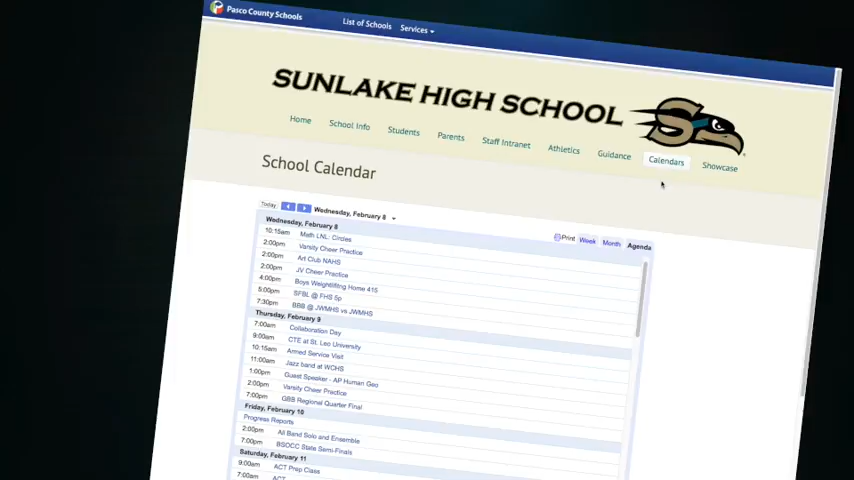 Pasco County Schools
List of Schools
Services
SUNLAKE HIGH SCHOOL
S
Home
School Info
Students
Parents
Staff Intranet
Athletics
Guidance
Calendars
Showcase
School Calendar
Today
Wednesday, February 8
Print
Week
Month
Agenda
Wednesday, February 8
10:15am Math LNL: Circles
2:00pm Varsity Cheer Practice
2:00pm Art Club NAHS
2:00pm JV Cheer Practice
4:00pm Boys Weightlifting Home 415
5:00pm SFBL @ FHS 5p
7:30pm BBB @ JWMHS vs JWMHS
Thursday, February 9
7:00am Collaboration Day
9:00am CTE at St. Leo University
10:15am Armed Service Visit
11:00am Jazz band at WCHS
1:00pm Guest Speaker - AP Human Geo
2:00pm Varsity Cheer Practice
7:00pm GBB Regional Quarter Final
Friday, February 10
Progress Reports
2:00pm All Band Solo and Ensemble
7:00pm BSOCC State Semi-Finals
Saturday, February 11
9:00am ACT Prep Class
7:00am ACT